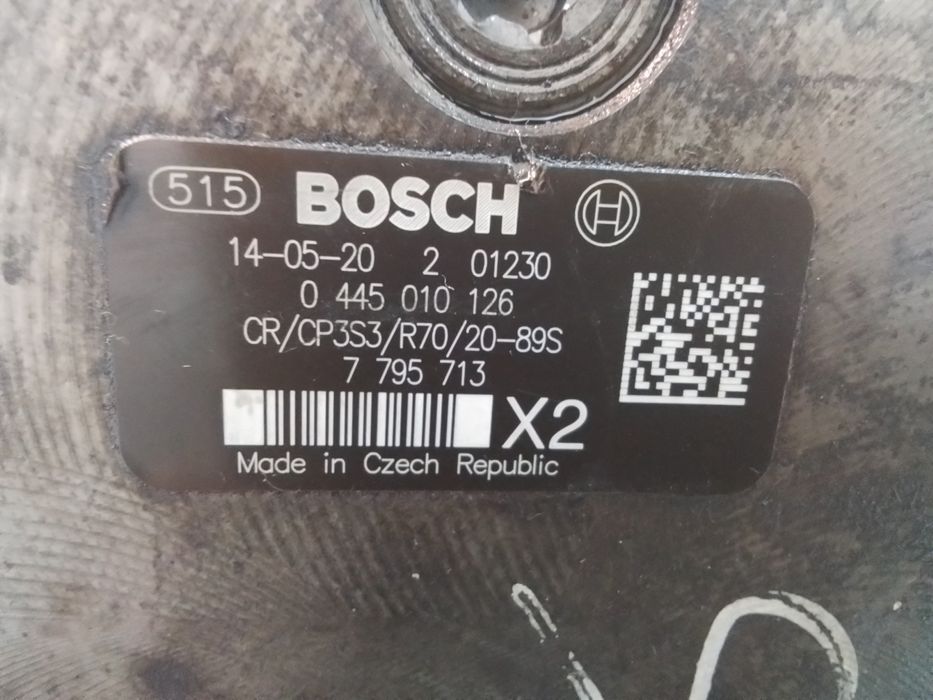 515 BOSCH
14-05-20 2 01230
0 445 010 126
CR/CP3S3/R70/20-89S
7 795 713
X2
Made in Czech Republic